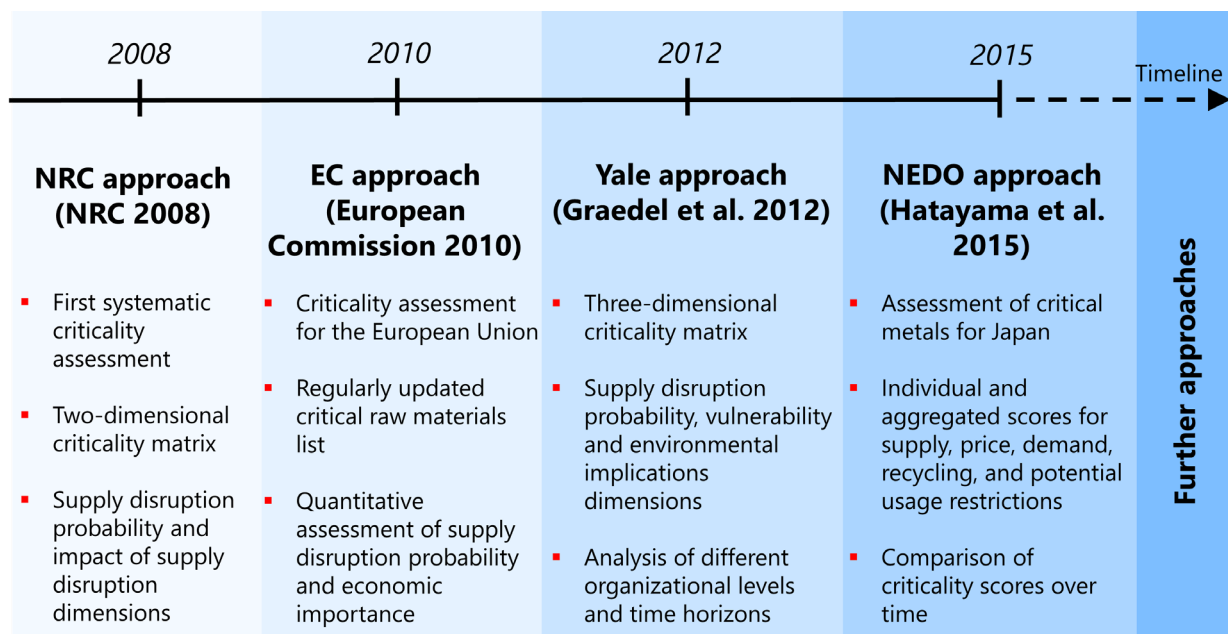 2008
2010
2012
2015
Timeline
NRC approach
(NRC 2008)
▪ First systematic
criticality
assessment
▪ Two-dimensional
criticality matrix
▪ Supply disruption
probability and
impact of supply
disruption
dimensions
EC approach
(European
Commission 2010)
▪ Criticality assessment
for the European Union
▪ Regularly updated
critical raw materials
list
▪ Quantitative
assessment of supply
disruption probability
and economic
importance
Yale approach
(Graedel et al. 2012)
▪ Three-dimensional
criticality matrix
▪ Supply disruption
probability, vulnerability
and environmental
implications
dimensions
▪ Analysis of different
organizational levels
and time horizons
NEDO approach
(Hatayama et al.
2015)
▪ Assessment of critical
metals for Japan
▪ Individual and
aggregated scores for
supply, price, demand,
recycling, and potential
usage restrictions
▪ Comparison of
criticality scores over
time
Further approaches